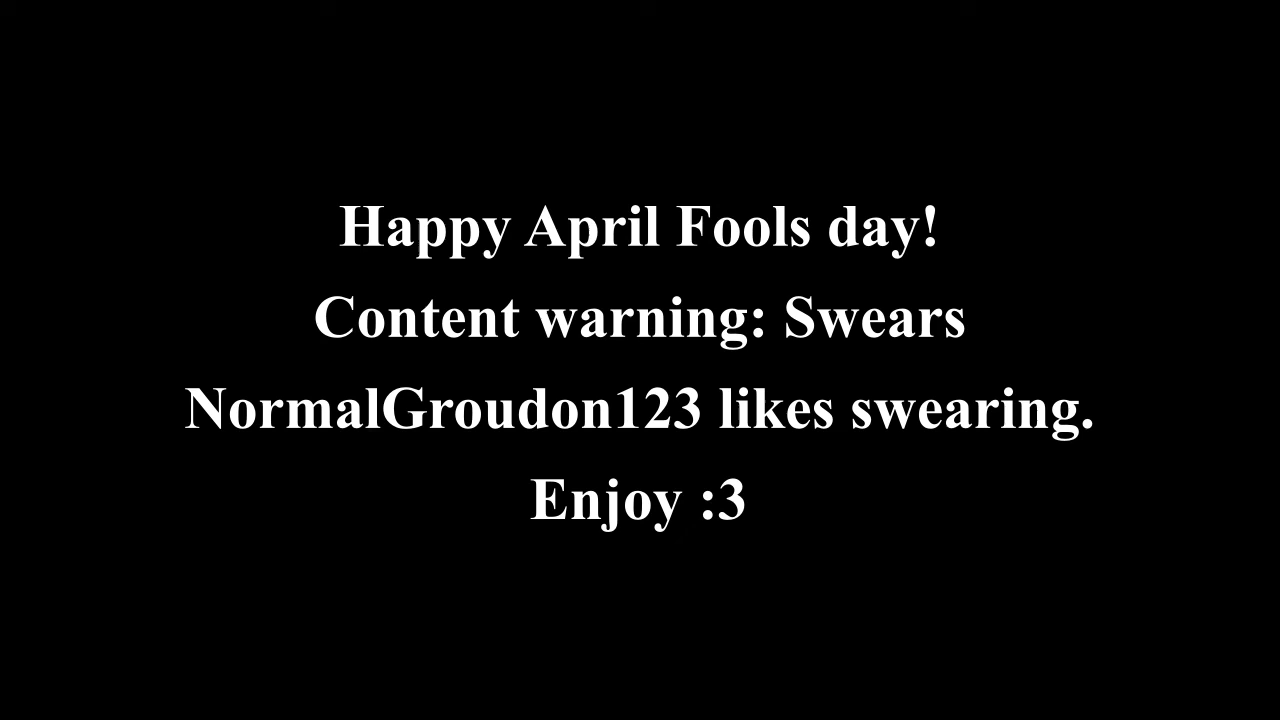 Happy April Fools day!
Content warning: Swears
NormalGroudon123 likes swearing.
Enjoy :3